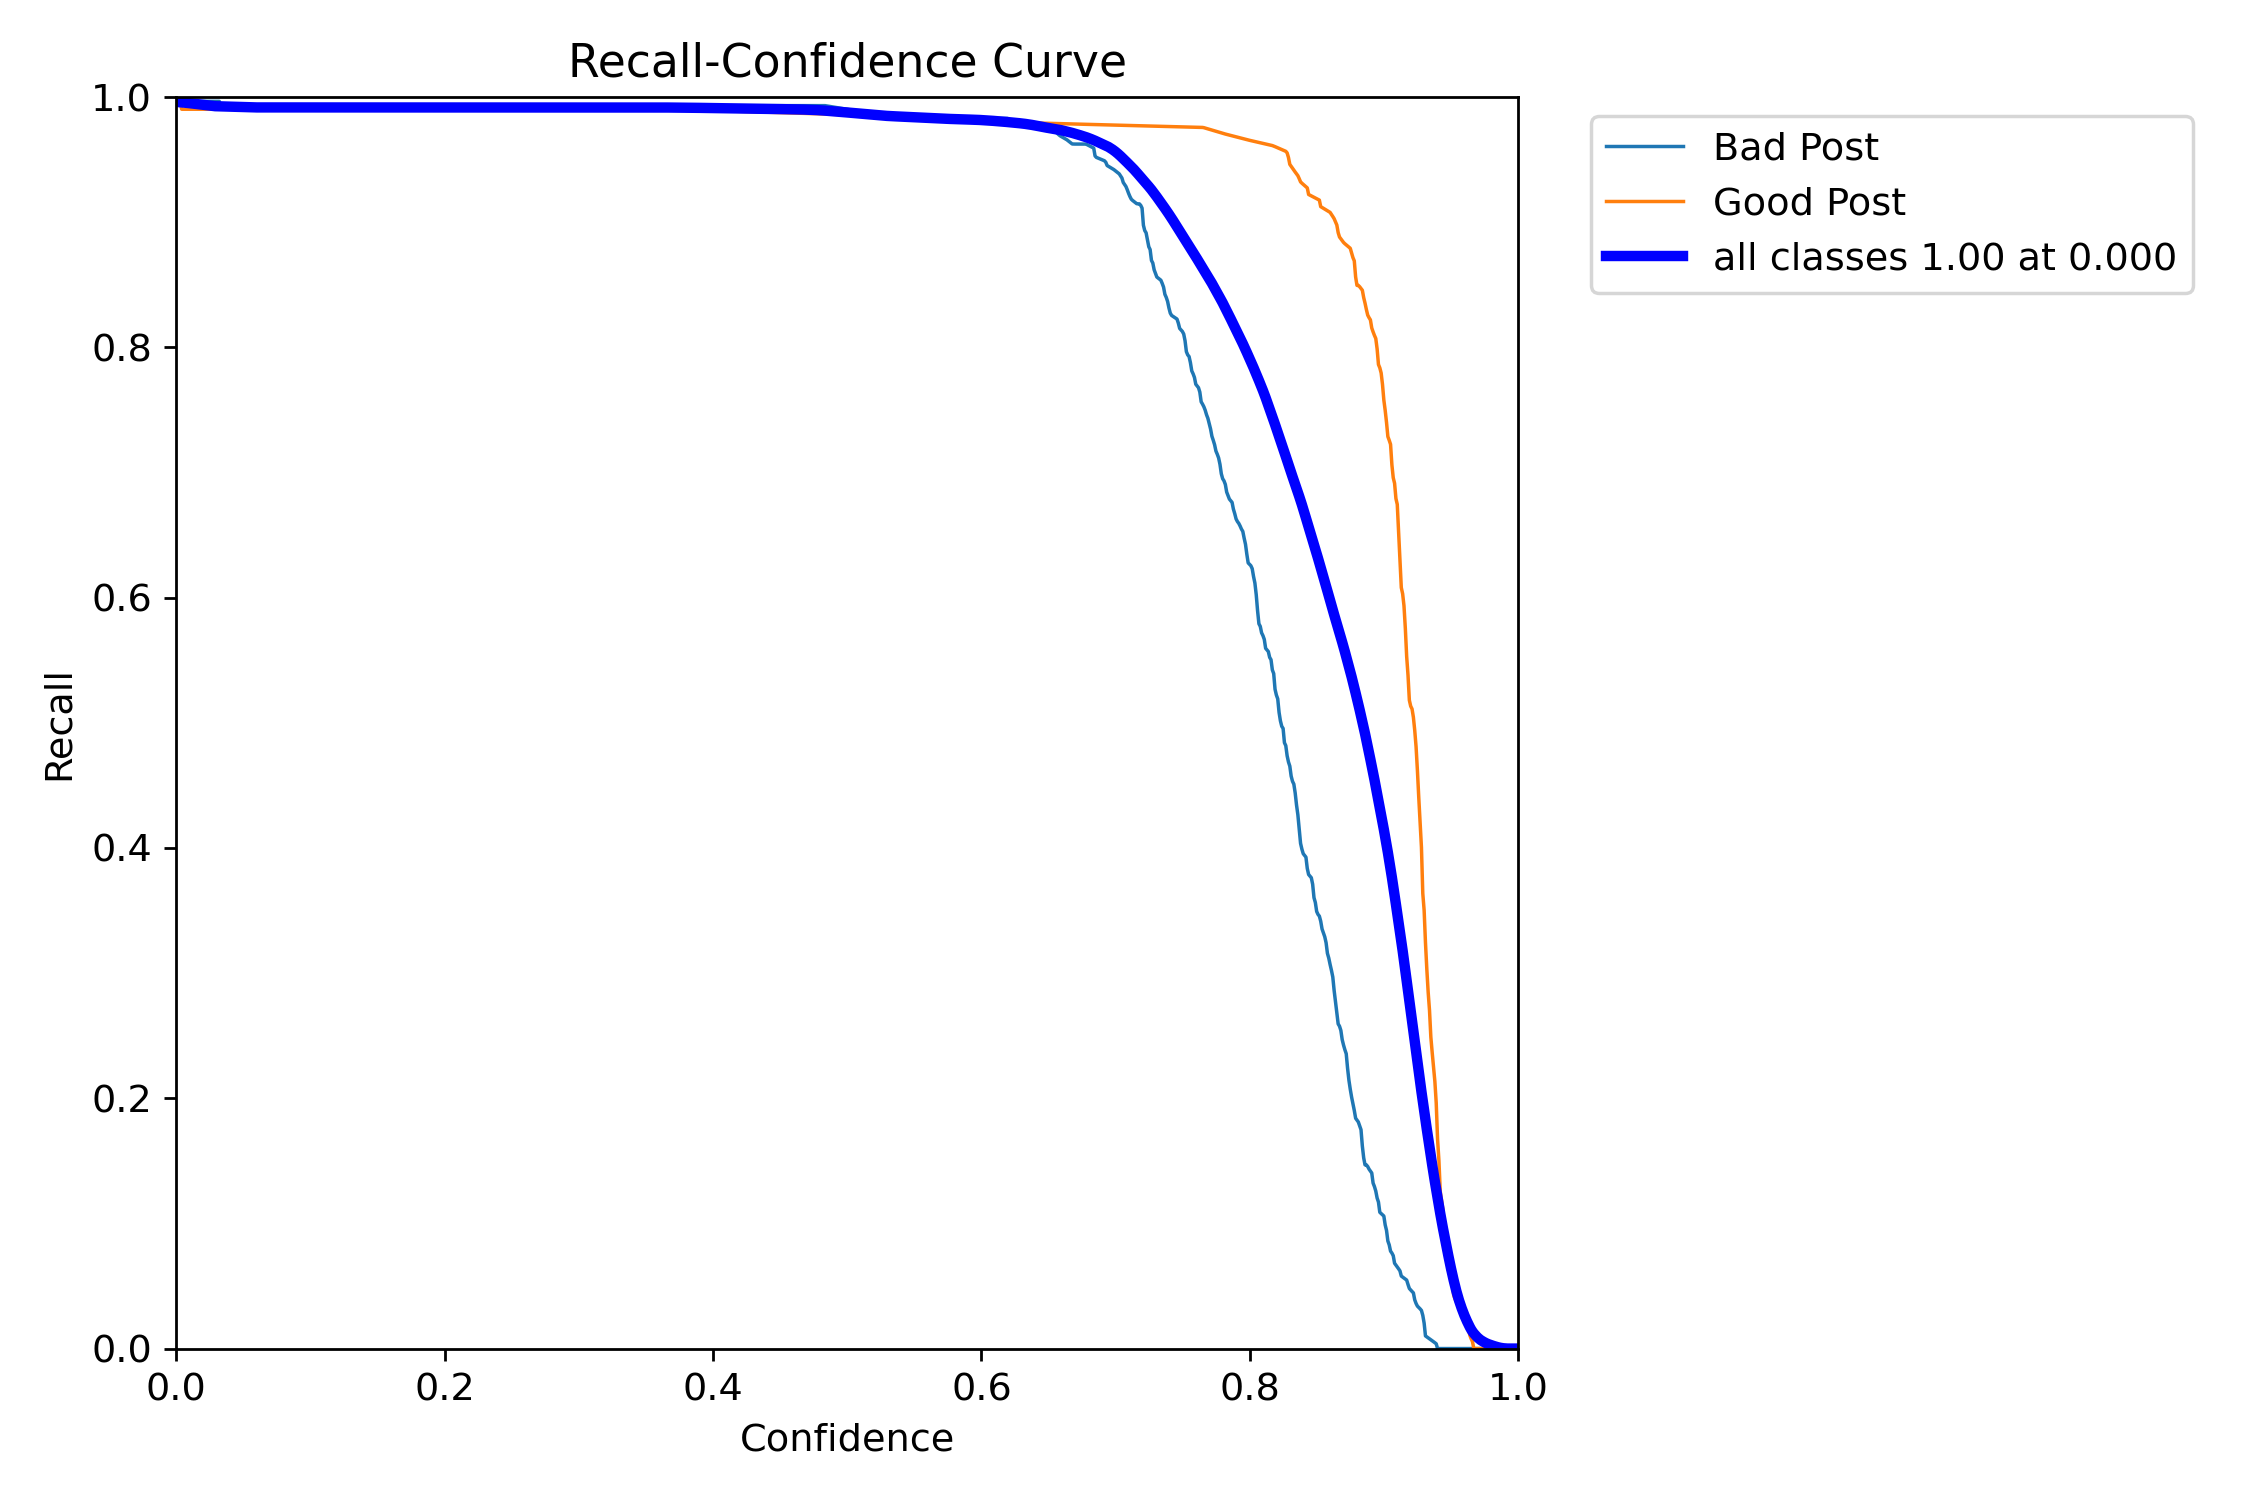 Recall-Confidence Curve
1.0
0.8
0.6
0.4
0.2
0.0
Recall
0.0 0.2 0.4 0.6 0.8 1.0
Confidence
Bad Post
Good Post
all classes 1.00 at 0.000